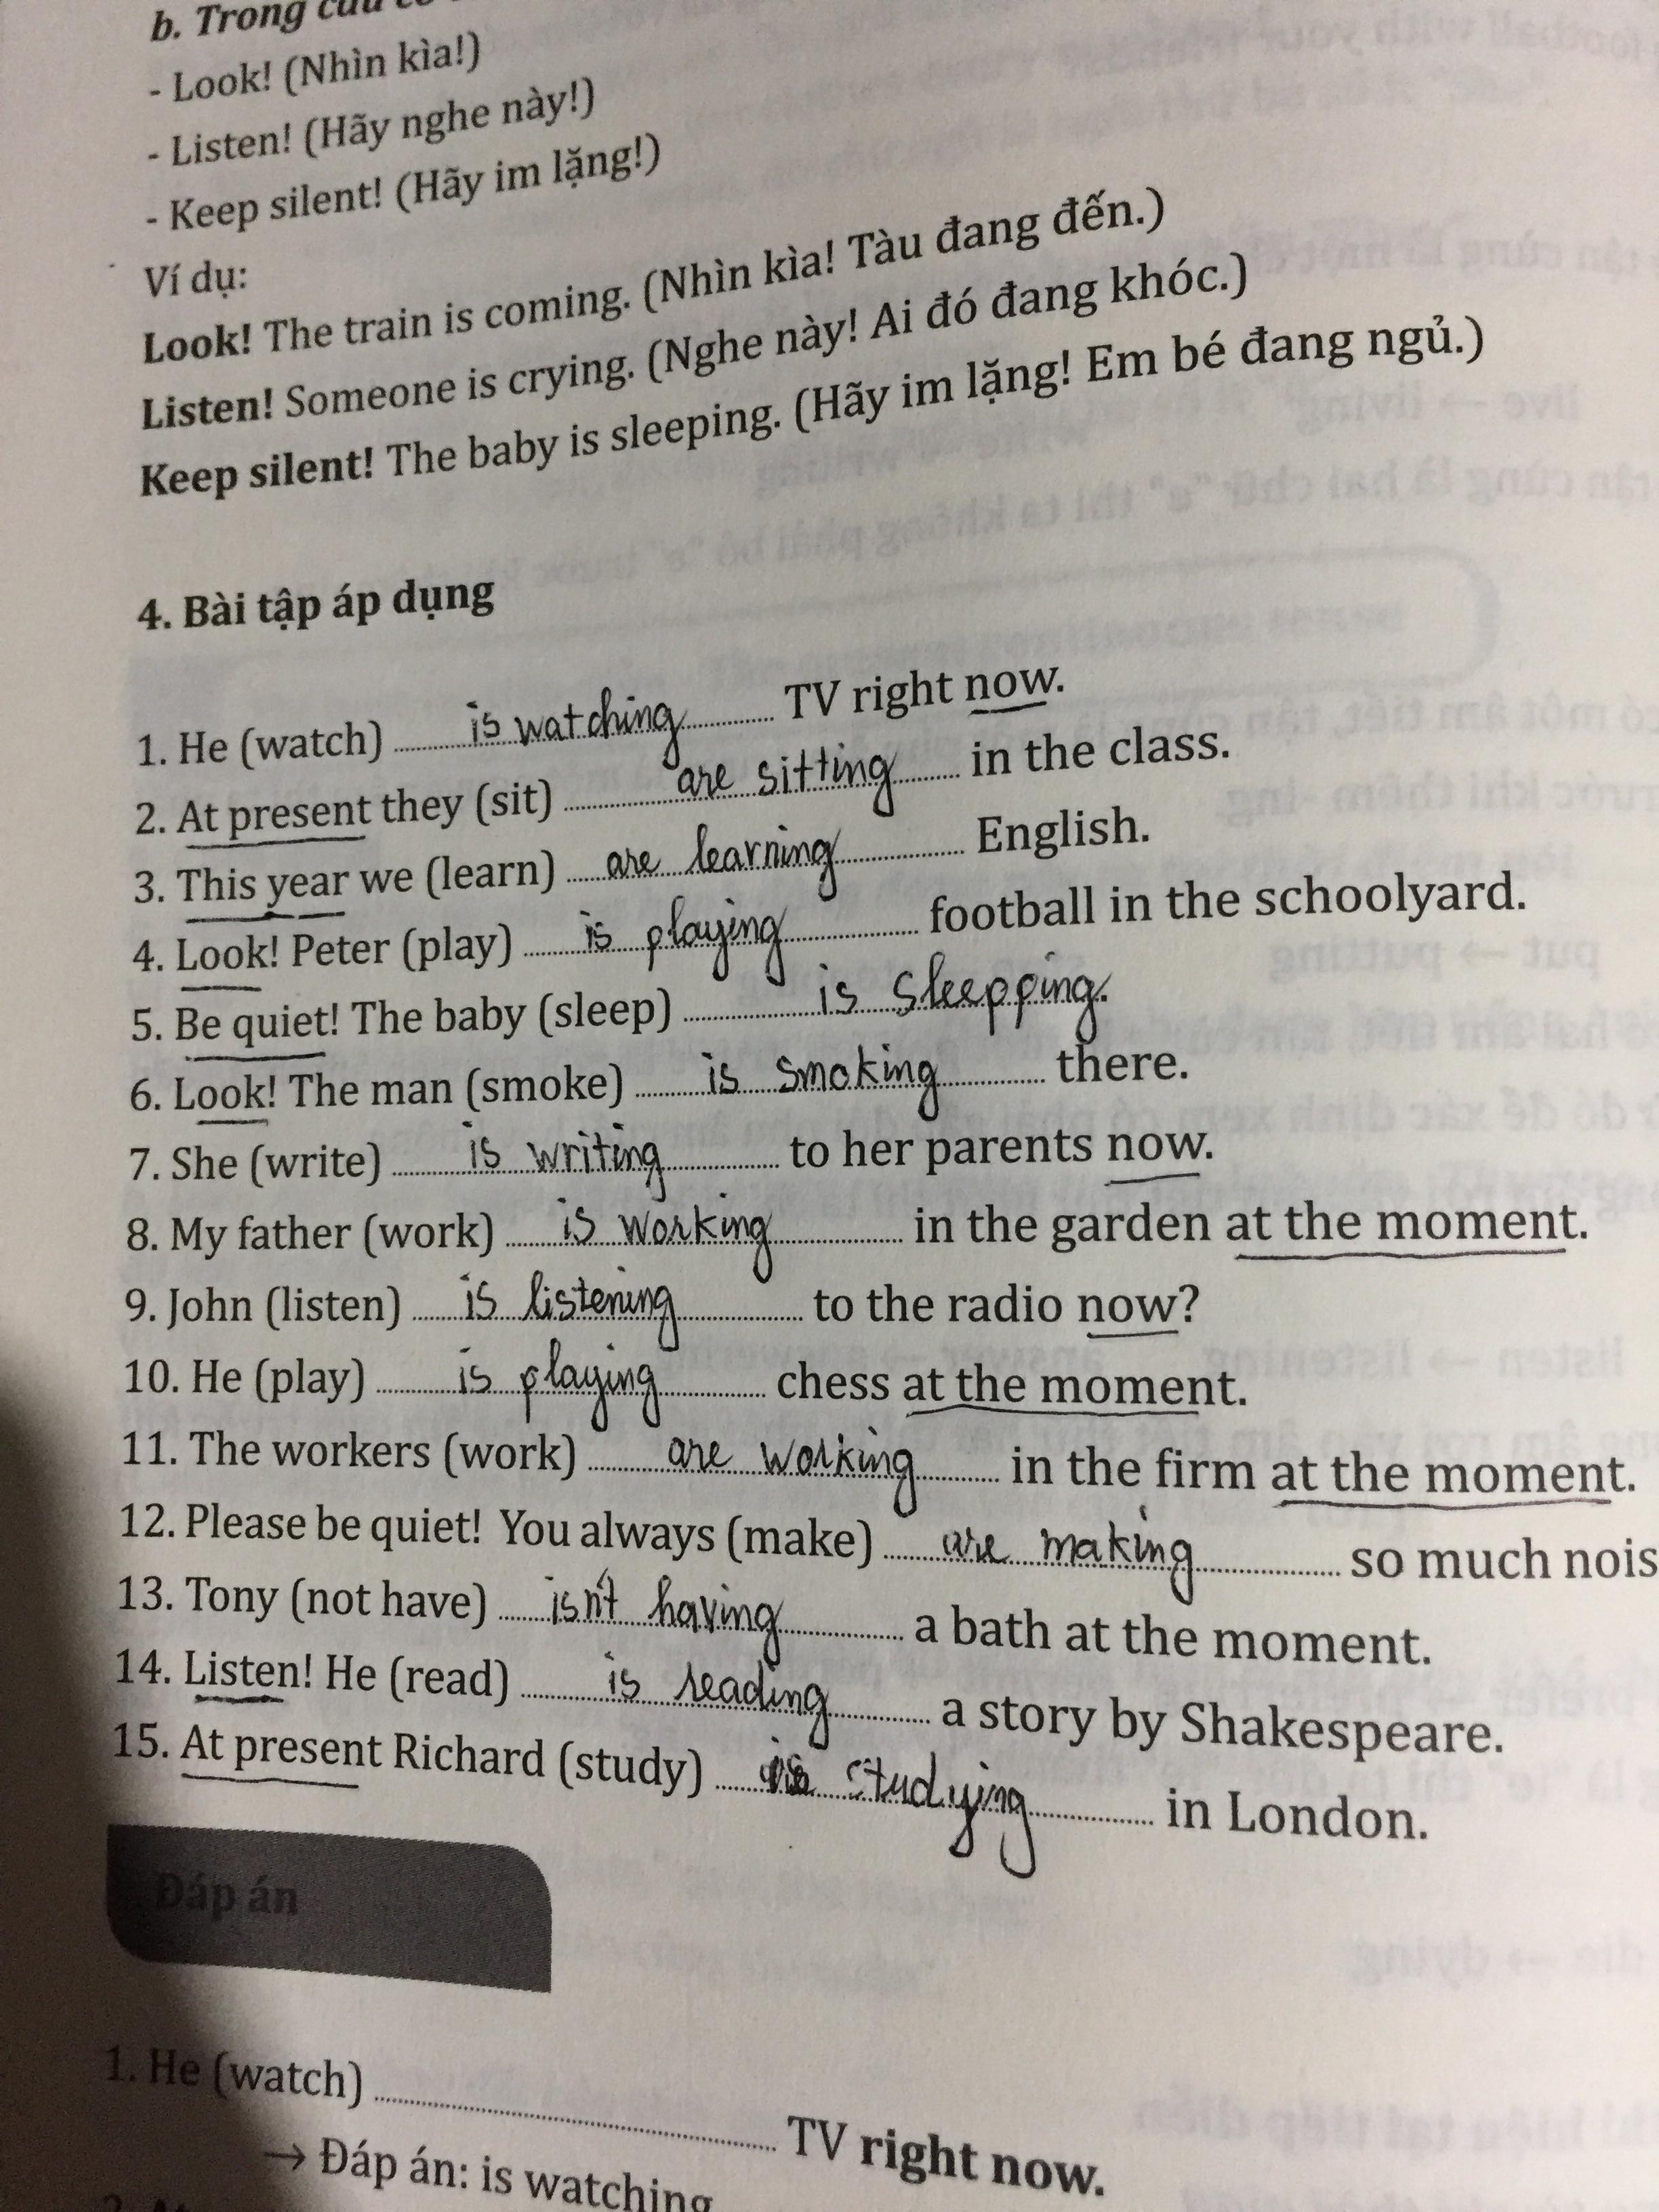 b. Trong câu có
- Look! (Nhìn kìa!)
- Listen! (Hãy nghe này!)
- Keep silent! (Hãy im lặng!)
Ví dụ:
Look! The train is coming. (Nhìn kìa! Tàu đang đến.)
Listen! Someone is crying. (Nghe này! Ai đó đang khóc.)
Keep silent! The baby is sleeping. (Hãy im lặng! Em bé đang ngủ.)
4. Bài tập áp dụng
1. He (watch) is watching TV right now.
2. At present they (sit) are sitting in the class.
3. This year we (learn) are learning English.
4. Look! Peter (play) is playing football in the schoolyard.
5. Be quiet! The baby (sleep) is sleepping.
6. Look! The man (smoke) is smoking there.
7. She (write) is writing to her parents now.
8. My father (work) is working in the garden at the moment.
9. John (listen) is listening to the radio now?
10. He (play) is playing chess at the moment.
11. The workers (work) are working in the firm at the moment.
12. Please be quiet! You always (make) are making so much nois
13. Tony (not have) isn't having a bath at the moment.
14. Listen! He (read) is reading a story by Shakespeare.
15. At present Richard (study) is studying in London.
Đáp án
1. He (watch) TV right now.
→ Đáp án: is watching